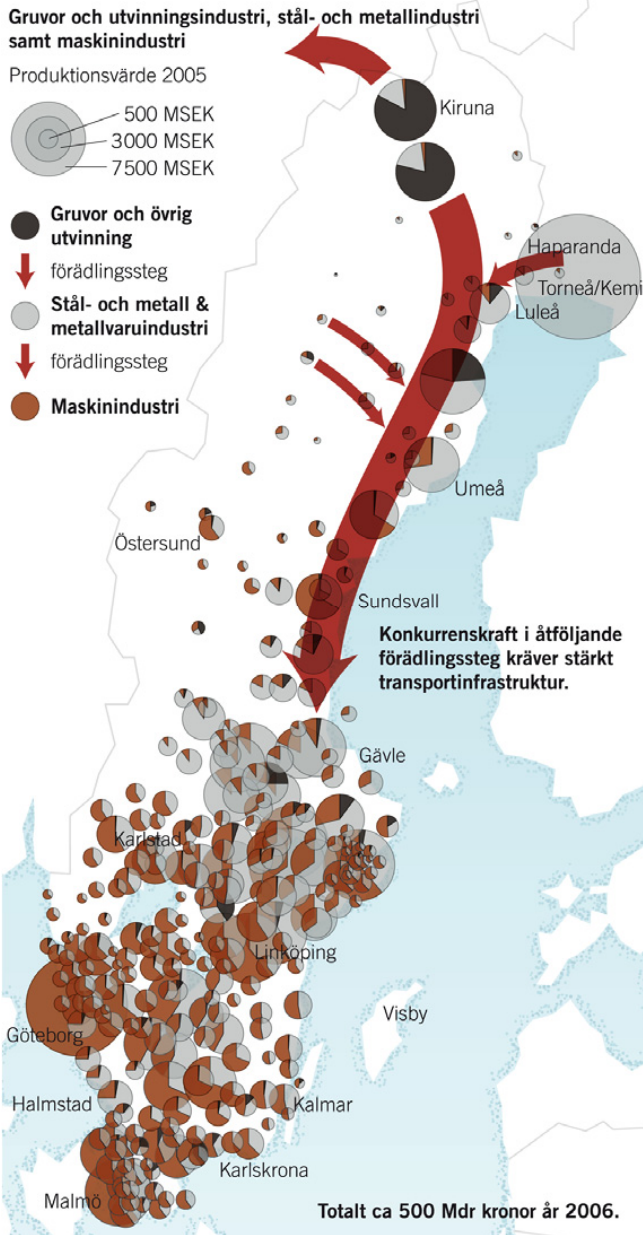 Gruvor och utvinningsindustri, stål- och metallindustri
samt maskinindustri
Produktionsvärde 2005
500 MSEK
3000 MSEK
7500 MSEK
Gruvor och övrig
utvinning
förädlingssteg
Stål- och metall &
metallvaruindustri
förädlingssteg
Maskinindustri
Kiruna
Haparanda
Torneå/Kemi
Luleå
Umeå
Östersund
Sundsvall
Konkurrenskraft i åtföljande
förädlingssteg kräver stärkt
transportinfrastruktur.
Gävle
Karlstad
Linköping
Visby
Göteborg
Halmstad
Kalmar
Karlskrona
Malmö
Totalt ca 500 Mdr kronor år 2006.